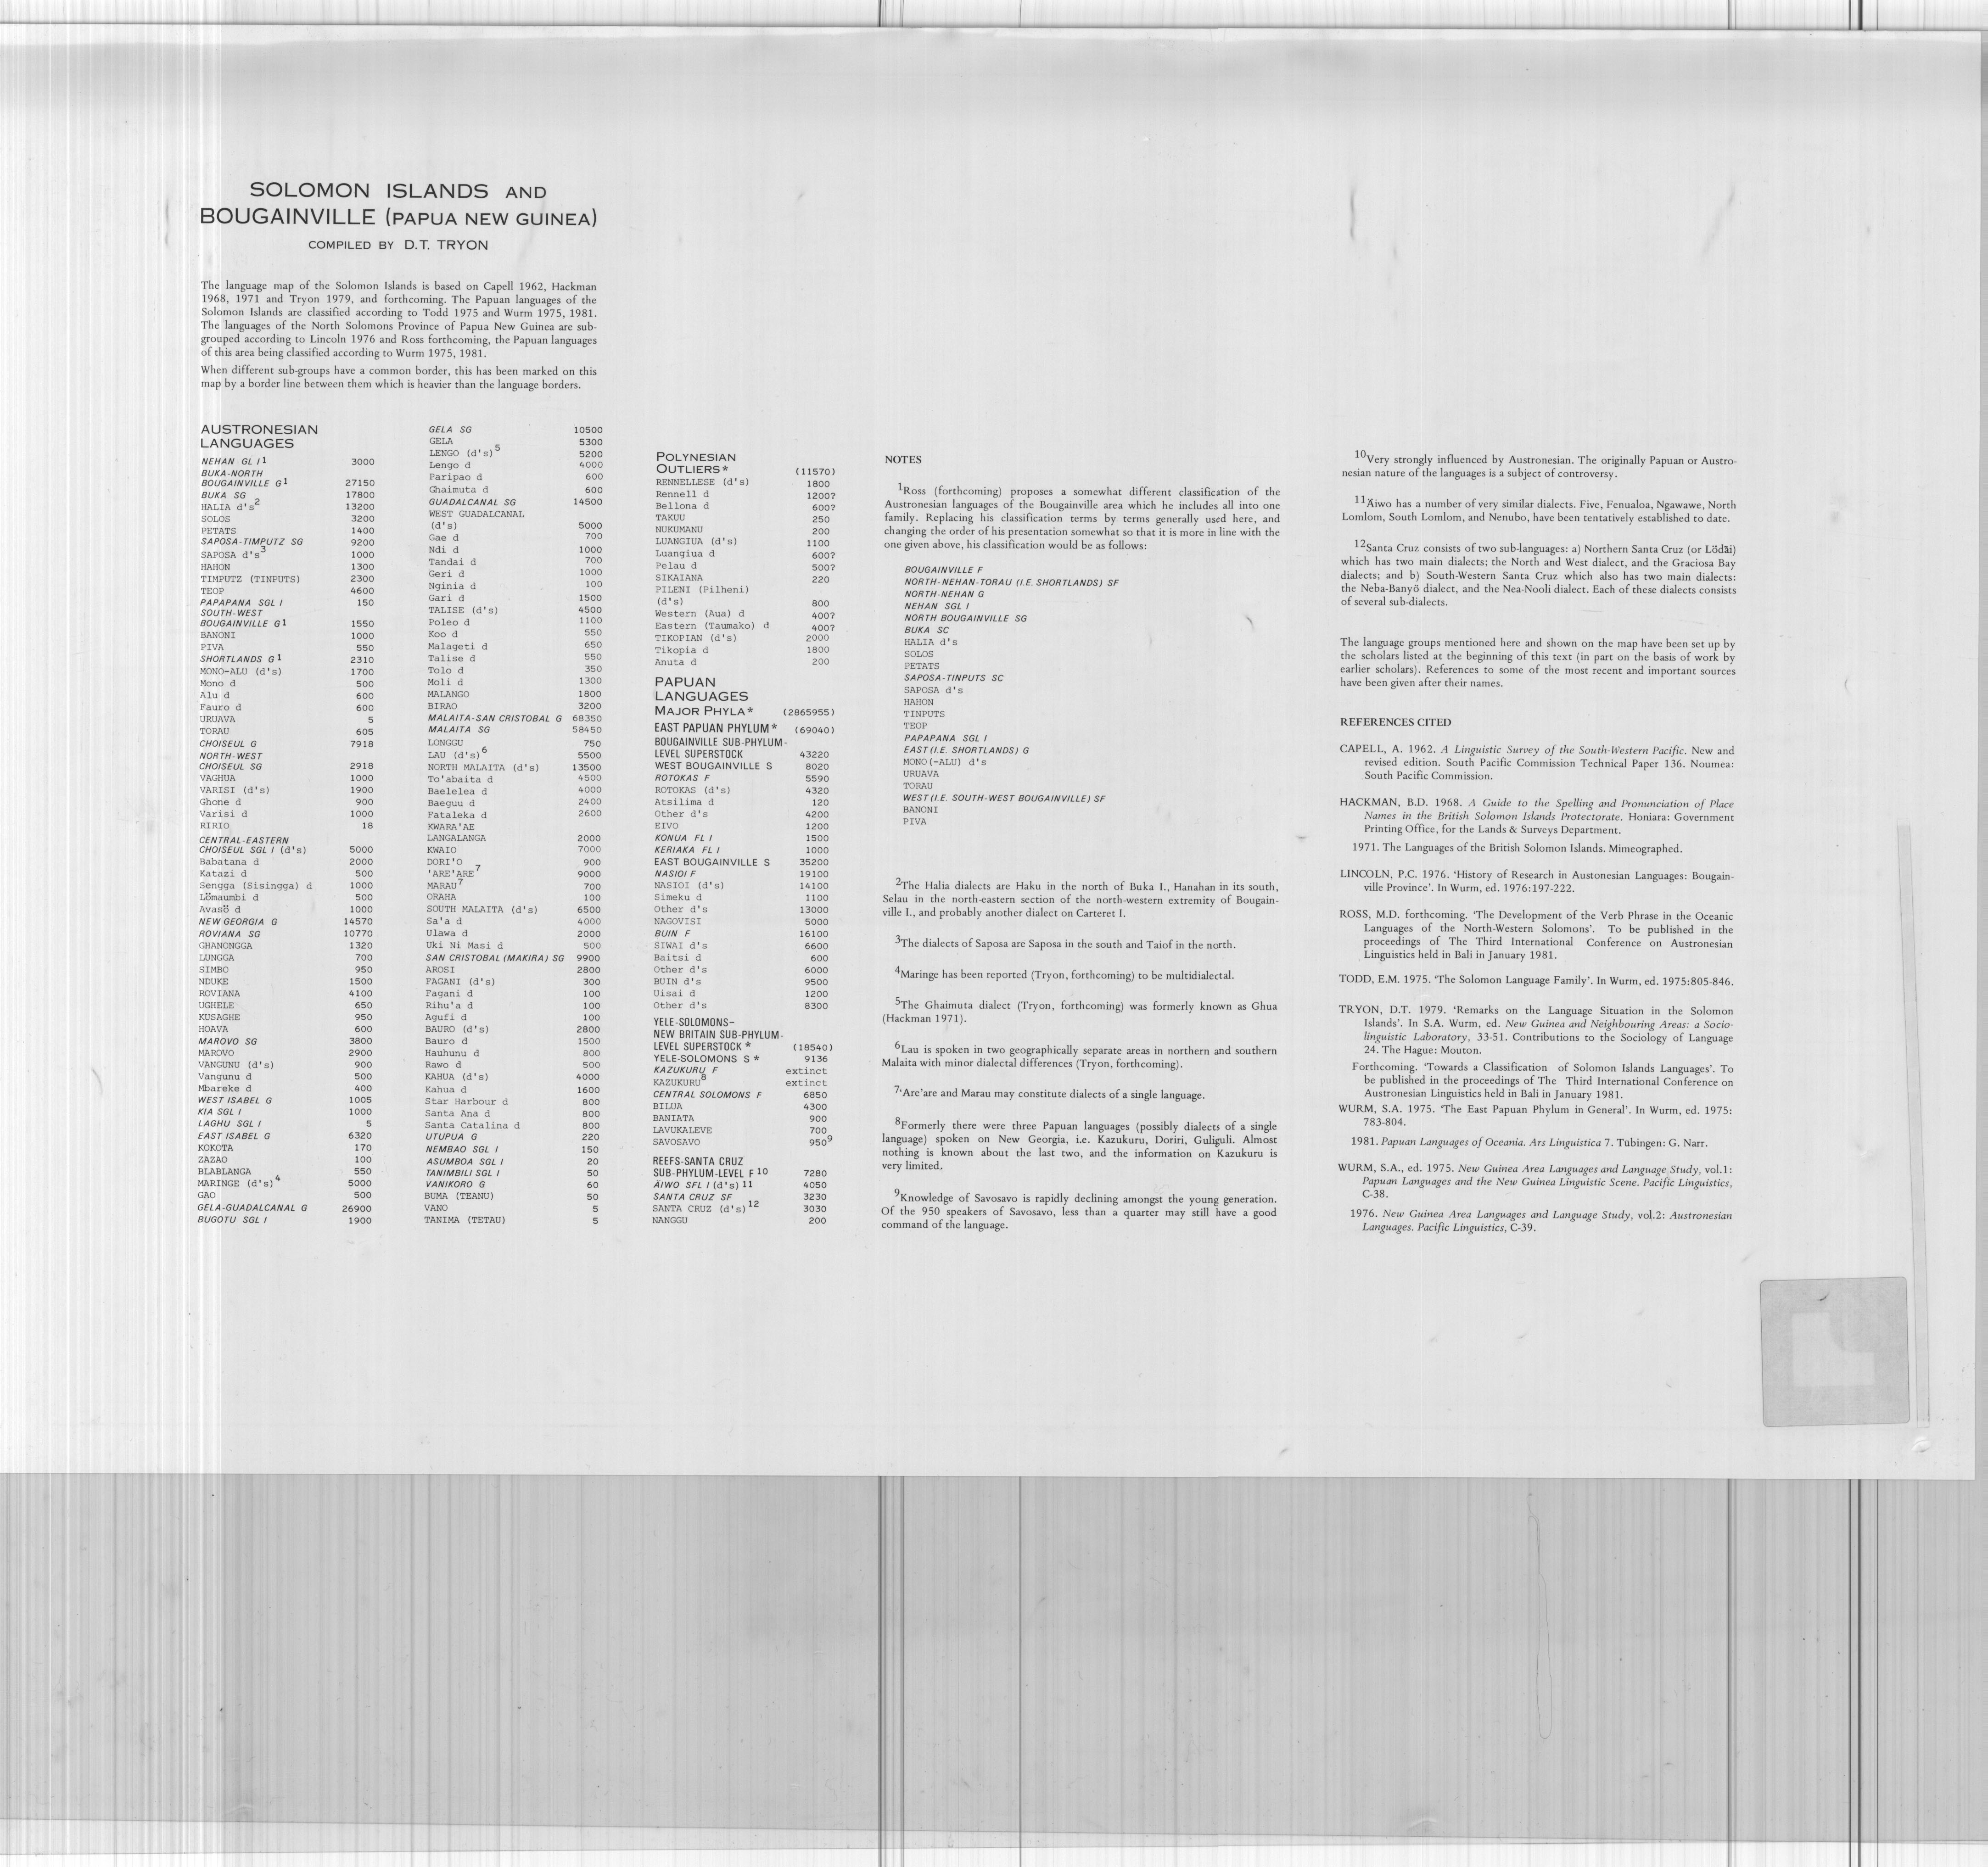 SOLOMON ISLANDS AND
BOUGAINVILLE (PAPUA NEW GUINEA)
COMPILED BY D.T. TRYON
The language map of the Solomon Islands is based on Capell 1962, Hackman
1968, 1971 and Tryon 1979, and forthcoming. The Papuan languages of the
Solomon Islands are classified according to Todd 1975 and Wurm 1975, 1981.
The languages of the North Solomons Province of Papua New Guinea are sub-
grouped according to Lincoln 1976 and Ross forthcoming, the Papuan languages
of this area being classified according to Wurm 1975, 1981.
When different sub-groups have a common border, this has been marked on this
map by a border line between them which is heavier than the language borders.
AUSTRONESIAN
LANGUAGES
NEHAN GL I1 3000
BUKA-NORTH
BOUGAINVILLE G1 27150
BUKA SG 17800
HALIA d's2 13200
SOLOS 3200
PETATS 1400
SAPOSA-TIMPUTZ SG 9200
SAPOSA d's3 1000
HAHON 1300
TIMPUTZ (TINPUTS) 2300
TEOP 4600
PAPAPANA SGL I 150
SOUTH-WEST
BOUGAINVILLE G1 1550
BANONI 1000
PIVA 550
SHORTLANDS G1 2310
MONO-ALU (d's) 1700
Mono d 500
Alu d 600
Fauro d 600
URUAVA 5
TORAU 605
CHOISEUL G 7918
NORTH-WEST
CHOISEUL SG 2918
VAGHUA 1000
VARISI (d's) 1900
Ghone d 900
Varisi d 1000
RIRIO 18
CENTRAL-EASTERN
CHOISEUL SGL I (d's) 5000
Babatana d 2000
Katazi d 500
Sengga (Sisingga) d 1000
Lömaumbi d 500
Avasö d 1000
NEW GEORGIA G 14570
ROVIANA SG 10770
GHANONGGA 1320
LUNGGA 700
SIMBO 950
NDUKE 1500
ROVIANA 4100
UGHELE 650
KUSAGHE 950
HOAVA 600
MAROVO SG 3800
MAROVO 2900
VANGUNU (d's) 900
Vangunu d 500
Mbareke d 400
WEST ISABEL G 1005
KIA SGL I 1000
LAGHU SGL I 5
EAST ISABEL G 6320
KOKOTA 170
ZAZAO 100
BLABLANGA 550
MARINGE (d's)4 5000
GAO 500
GELA-GUADALCANAL G 26900
BUGOTU SGL I 1900
GELA SG 10500
GELA 5300
LENGO (d's)5 5200
Lengo d 4000
Paripao d 600
Ghaimuta d 600
GUADALCANAL SG 14500
WEST GUADALCANAL
(d's) 5000
Gae d 700
Ndi d 1000
Tandai d 700
Geri d 1000
Nginia d 100
Gari d 1500
TALISE (d's) 4500
Poleo d 1100
Koo d 550
Malageti d 650
Talise d 550
Tolo d 350
Moli d 1300
MALANGO 1800
BIRAO 3200
MALAITA-SAN CRISTOBAL G 68350
MALAITA SG 58450
LONGGU 750
LAU (d's)6 5500
NORTH MALAITA (d's) 13500
To'abaita d 4500
Baelelea d 4000
Baeguu d 2400
Fataleka d 2600
KWARA'AE
LANGALANGA 2000
KWAIO 7000
DORI'O 900
'ARE'ARE7 9000
MARAU7 700
ORAHA 100
SOUTH MALAITA (d's) 6500
Sa'a d 4000
Ulawa d 2000
Uki Ni Masi d 500
SAN CRISTOBAL (MAKIRA) SG 9900
AROSI 2800
FAGANI (d's) 300
Fagani d 100
Rihu'a d 100
Agufi d 100
BAURO (d's) 2800
Bauro d 1500
Hauhunu d 800
Rawo d 500
KAHUA (d's) 4000
Kahua d 1600
Star Harbour d 800
Santa Ana d 800
Santa Catalina d 800
UTUPUA G 220
NEMBAO SGL I 150
ASUMBOA SGL I 20
TANIMBILI SGL I 50
VANIKORO G 60
BUMA (TEANU) 50
VANO 5
TANIMA (TETAU) 5
POLYNESIAN
OUTLIERS* (11570)
RENNELLESE (d's) 1800
Rennell d 1200?
Bellona d 600?
TAKUU 250
NUKUMANU 200
LUANGIUA (d's) 1100
Luangiua d 600?
Pelau d 500?
SIKAIANA 220
PILENI (Pilheni)
(d's) 800
Western (Aua) d 400?
Eastern (Taumako) d 400?
TIKOPIAN (d's) 2000
Tikopia d 1800
Anuta d 200
PAPUAN
LANGUAGES
MAJOR PHYLA* (2865955)
EAST PAPUAN PHYLUM* (69040)
BOUGAINVILLE SUB-PHYLUM-
LEVEL SUPERSTOCK 43220
WEST BOUGAINVILLE S 8020
ROTOKAS F 5590
ROTOKAS (d's) 4320
Atsilima d 120
Other d's 4200
EIVO 1200
KONUA FL I 1500
KERIAKA FL I 1000
EAST BOUGAINVILLE S 35200
NASIOI F 19100
NASIOI (d's) 14100
Simeku d 1100
Other d's 13000
NAGOVISI 5000
BUIN F 16100
SIWAI d's 6600
Baitsi d 600
Other d's 6000
BUIN d's 9500
Uisai d 1200
Other d's 8300
YELE-SOLOMONS-
NEW BRITAIN SUB-PHYLUM-
LEVEL SUPERSTOCK * (18540)
YELE-SOLOMONS S * 9136
KAZUKURU F extinct
KAZUKURU8 extinct
CENTRAL SOLOMONS F 6850
BILUA 4300
BANIATA 900
LAVUKALEVE 700
SAVOSAVO 9509
REEFS-SANTA CRUZ
SUB-PHYLUM-LEVEL F10 7280
ÄIWO SFL I (d's) 11 4050
SANTA CRUZ SF 3230
SANTA CRUZ (d's)12 3030
NANGGU 200
NOTES
1Ross (forthcoming) proposes a somewhat different classification of the
Austronesian languages of the Bougainville area which he includes all into one
family. Replacing his classification terms by terms generally used here, and
changing the order of his presentation somewhat so that it is more in line with the
one given above, his classification would be as follows:
BOUGAINVILLE F
NORTH-NEHAN-TORAU (I.E. SHORTLANDS) SF
NORTH-NEHAN G
NEHAN SGL I
NORTH BOUGAINVILLE SG
BUKA SC
HALIA d's
SOLOS
PETATS
SAPOSA-TINPUTS SC
SAPOSA d's
HAHON
TINPUTS
TEOP
PAPAPANA SGL I
EAST (I.E. SHORTLANDS) G
MONO(-ALU) d's
URUAVA
TORAU
WEST (I.E. SOUTH-WEST BOUGAINVILLE) SF
BANONI
PIVA
2The Halia dialects are Haku in the north of Buka I., Hanahan in its south,
Selau in the north-eastern section of the north-western extremity of Bougain-
ville I., and probably another dialect on Carteret I.
3The dialects of Saposa are Saposa in the south and Taiof in the north.
4Maringe has been reported (Tryon, forthcoming) to be multidialectal.
5The Ghaimuta dialect (Tryon, forthcoming) was formerly known as Ghua
(Hackman 1971).
6Lau is spoken in two geographically separate areas in northern and southern
Malaita with minor dialectal differences (Tryon, forthcoming).
7'Are'are and Marau may constitute dialects of a single language.
8Formerly there were three Papuan languages (possibly dialects of a single
language) spoken on New Georgia, i.e. Kazukuru, Doriri, Guliguli. Almost
nothing is known about the last two, and the information on Kazukuru is
very limited.
9Knowledge of Savosavo is rapidly declining amongst the young generation.
Of the 950 speakers of Savosavo, less than a quarter may still have a good
command of the language.
10Very strongly influenced by Austronesian. The originally Papuan or Austro-
nesian nature of the languages is a subject of controversy.
11Äiwo has a number of very similar dialects. Five, Fenualoa, Ngawawe, North
Lomlom, South Lomlom, and Nenubo, have been tentatively established to date.
12Santa Cruz consists of two sub-languages: a) Northern Santa Cruz (or Lödäi)
which has two main dialects; the North and West dialect, and the Graciosa Bay
dialects; and b) South-Western Santa Cruz which also has two main dialects:
the Neba-Banyö dialect, and the Nea-Nooli dialect. Each of these dialects consists
of several sub-dialects.
The language groups mentioned here and shown on the map have been set up by
the scholars listed at the beginning of this text (in part on the basis of work by
earlier scholars). References to some of the most recent and important sources
have been given after their names.
REFERENCES CITED
CAPELL, A. 1962. A Linguistic Survey of the South-Western Pacific. New and
revised edition. South Pacific Commission Technical Paper 136. Noumea:
South Pacific Commission.
HACKMAN, B.D. 1968. A Guide to the Spelling and Pronunciation of Place
Names in the British Solomon Islands Protectorate. Honiara: Government
Printing Office, for the Lands & Surveys Department.
1971. The Languages of the British Solomon Islands. Mimeographed.
LINCOLN, P.C. 1976. 'History of Research in Austonesian Languages: Bougain-
ville Province'. In Wurm, ed. 1976:197-222.
ROSS, M.D. forthcoming. 'The Development of the Verb Phrase in the Oceanic
Languages of the North-Western Solomons'. To be published in the
proceedings of The Third International Conference on Austronesian
Linguistics held in Bali in January 1981.
TODD, E.M. 1975. 'The Solomon Language Family'. In Wurm, ed. 1975:805-846.
TRYON, D.T. 1979. 'Remarks on the Language Situation in the Solomon
Islands'. In S.A. Wurm, ed. New Guinea and Neighbouring Areas: a Socio-
linguistic Laboratory, 33-51. Contributions to the Sociology of Language
24. The Hague: Mouton.
Forthcoming. 'Towards a Classification of Solomon Islands Languages'. To
be published in the proceedings of The Third International Conference on
Austronesian Linguistics held in Bali in January 1981.
WURM, S.A. 1975. 'The East Papuan Phylum in General'. In Wurm, ed. 1975:
783-804.
1981. Papuan Languages of Oceania. Ars Linguistica 7. Tübingen: G. Narr.
WURM, S.A., ed. 1975. New Guinea Area Languages and Language Study, vol.1:
Papuan Languages and the New Guinea Linguistic Scene. Pacific Linguistics,
C-38.
1976. New Guinea Area Languages and Language Study, vol.2: Austronesian
Languages. Pacific Linguistics, C-39.